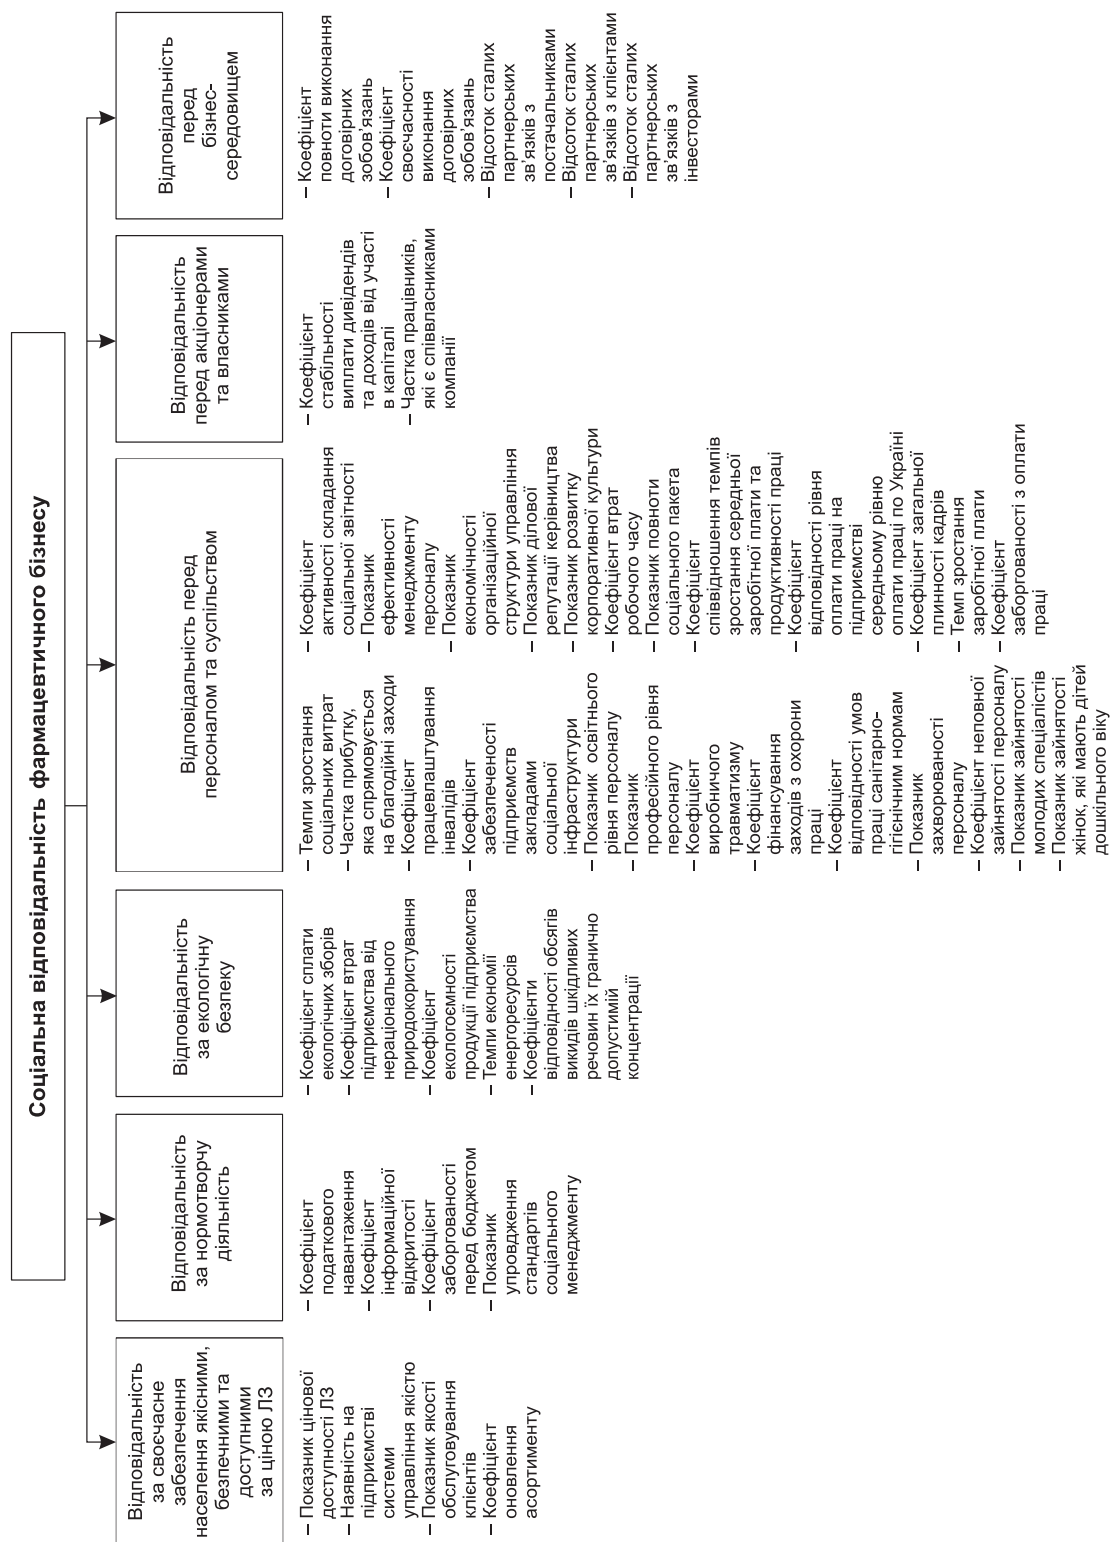 Соціальна відповідальність фармацевтичного бізнесу
Відповідальність
за своєчасне
забезпечення
населення якісними,
безпечними та
доступними
за ціною ЛЗ
– Показник цінової
доступності ЛЗ
– Наявність на
підприємстві
системи
управління якістю
– Показник якості
обслуговування
клієнтів
– Коефіцієнт
оновлення
асортименту
Відповідальність
за нормотворчу
діяльність
– Коефіцієнт
податкового
навантаження
– Коефіцієнт
інформаційної
відкритості
– Коефіцієнт
заборгованості
перед бюджетом
– Показник
упровдження
стандартів
соціального
менеджменту
Відповідальність
за екологічну
безпеку
– Коефіцієнт сплати
екологічних зборів
– Коефіцієнт втрат
підприємства від
нераціонального
природокористування
– Коефіцієнт
екологоємності
продукції підприємства
– Темпи економії
енергоресурсів
– Коефіцієнти
відповідності обсягів
викидів шкідливих
речовин їх гранично
допустимій
концентрації
Відповідальність перед
персоналом та суспільством
– Темпи зростання
соціальних витрат
– Частка прибутку,
яка спрямовується
на благодійні заходи
– Коефіцієнт
працевлаштування
інвалідів
– Коефіцієнт
забезпеченості
підприємств
закладами
соціальної
інфраструктури
– Показник освітнього
рівня персоналу
– Показник
професійного рівня
персоналу
– Коефіцієнт
виробничого
травматизму
– Коефіцієнт
фінансування
заходів з охорони
праці
– Коефіцієнт
відповідності умов
праці санітарно-
гігієнічним нормам
– Показник
захворюваності
персоналу
– Коефіцієнт неповної
зайнятості персоналу
– Показник зайнятості
молодих спеціалістів
– Показник зайнятості
жінок, які мають дітей
дошкільного віку
– Коефіцієнт
активності складання
соціальної звітності
– Показник
ефективності
менеджменту
персоналу
– Показник
економічності
організаційної
структури управління
– Показник ділової
репутації керівництва
– Показник розвитку
корпоративної культури
– Коефіцієнт втрат
робочого часу
– Показник повноти
соціального пакета
– Коефіцієнт
співвідношення темпів
зростання середньої
заробітної плати та
продуктивності праці
– Коефіцієнт
відповідності рівня
оплати праці на
підприємстві
середньому рівню
оплати праці по Україні
– Коефіцієнт загальної
плинності кадрів
– Темп зростання
заробітної плати
– Коефіцієнт
заборгованості з оплати
праці
Відповідальність
перед акціонерами
та власниками
– Коефіцієнт
стабільності
виплати дивідендів
та доходів від участі
в капіталі
– Частка працівників,
які є співвласниками
компанії
Відповідальність
перед
бізнес-
середовищем
– Коефіцієнт
повноти виконання
договірних
зобов’язань
– Коефіцієнт
своєчасності
виконання
договірних
зобов’язань
– Відсоток сталих
партнерських
зв’язків з
постачальниками
– Відсоток сталих
партнерських
зв’язків з клієнтами
– Відсоток сталих
партнерських
зв’язків з
інвесторами